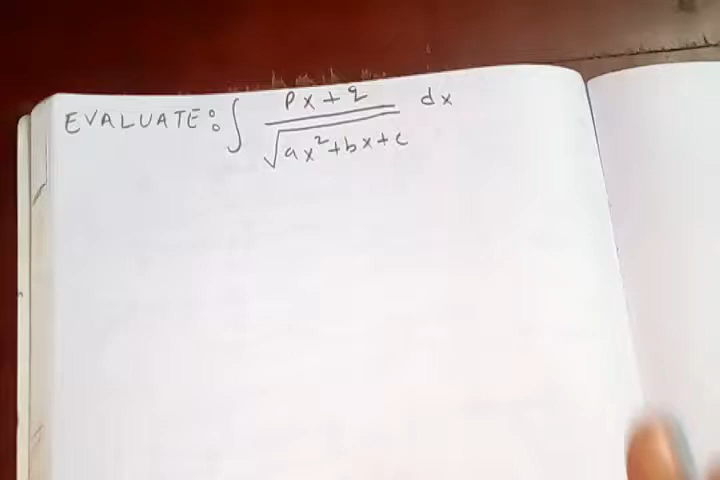 EVALUATE: ∫ (px+q)/√(ax²+bx+c) dx